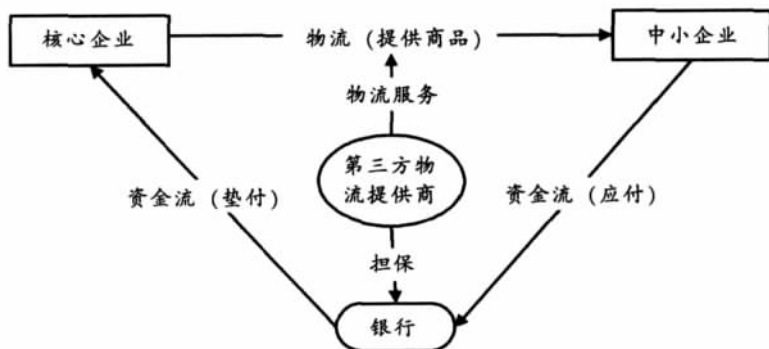 核心企业
物流（提供商品）
中小企业
物流服务
第三方物
流提供商
资金流（垫付）
资金流（应付）
担保
银行